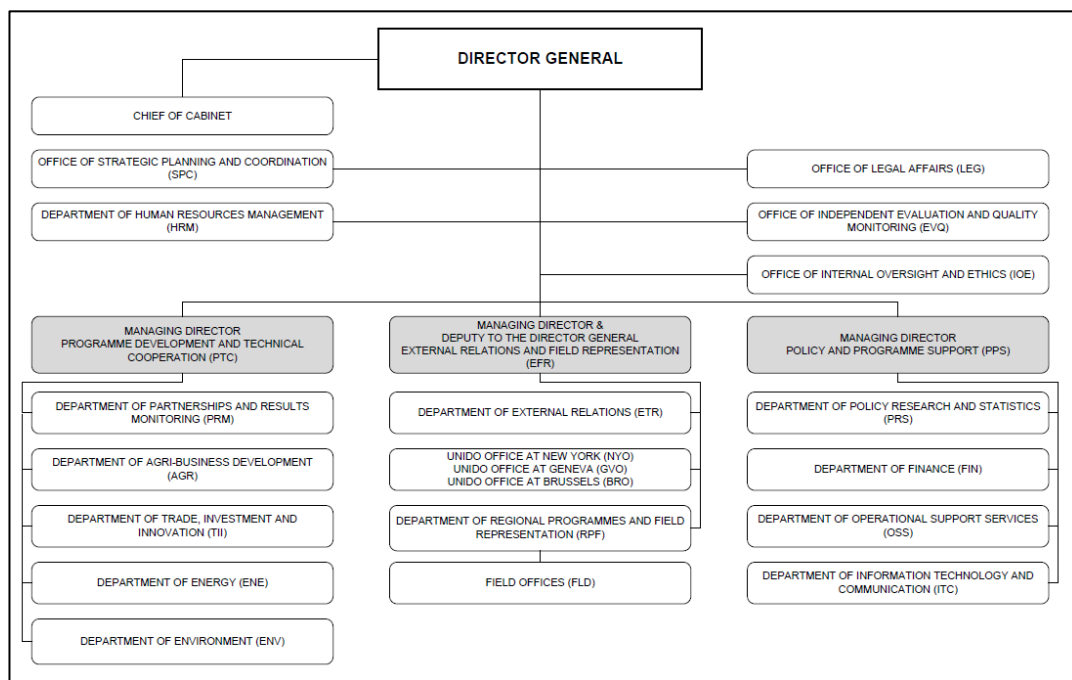 DIRECTOR GENERAL
CHIEF OF CABINET
OFFICE OF STRATEGIC PLANNING AND COORDINATION
(SPC)
OFFICE OF LEGAL AFFAIRS (LEG)
DEPARTMENT OF HUMAN RESOURCES MANAGEMENT
(HRM)
OFFICE OF INDEPENDENT EVALUATION AND QUALITY
MONITORING (EVQ)
OFFICE OF INTERNAL OVERSIGHT AND ETHICS (IOE)
MANAGING DIRECTOR
PROGRAMME DEVELOPMENT AND TECHNICAL
COOPERATION (PTC)
MANAGING DIRECTOR &
DEPUTY TO THE DIRECTOR GENERAL
EXTERNAL RELATIONS AND FIELD REPRESENTATION
(EFR)
MANAGING DIRECTOR
POLICY AND PROGRAMME SUPPORT (PPS)
DEPARTMENT OF PARTNERSHIPS AND RESULTS
MONITORING (PRM)
DEPARTMENT OF EXTERNAL RELATIONS (ETR)
DEPARTMENT OF POLICY RESEARCH AND STATISTICS
(PRS)
DEPARTMENT OF AGRI-BUSINESS DEVELOPMENT
(AGR)
UNIDO OFFICE AT NEW YORK (NYO)
UNIDO OFFICE AT GENEVA (GVO)
UNIDO OFFICE AT BRUSSELS (BRO)
DEPARTMENT OF FINANCE (FIN)
DEPARTMENT OF TRADE, INVESTMENT AND
INNOVATION (TII)
DEPARTMENT OF REGIONAL PROGRAMMES AND FIELD
REPRESENTATION (RPF)
DEPARTMENT OF OPERATIONAL SUPPORT SERVICES
(OSS)
DEPARTMENT OF ENERGY (ENE)
FIELD OFFICES (FLD)
DEPARTMENT OF INFORMATION TECHNOLOGY AND
COMMUNICATION (ITC)
DEPARTMENT OF ENVIRONMENT (ENV)